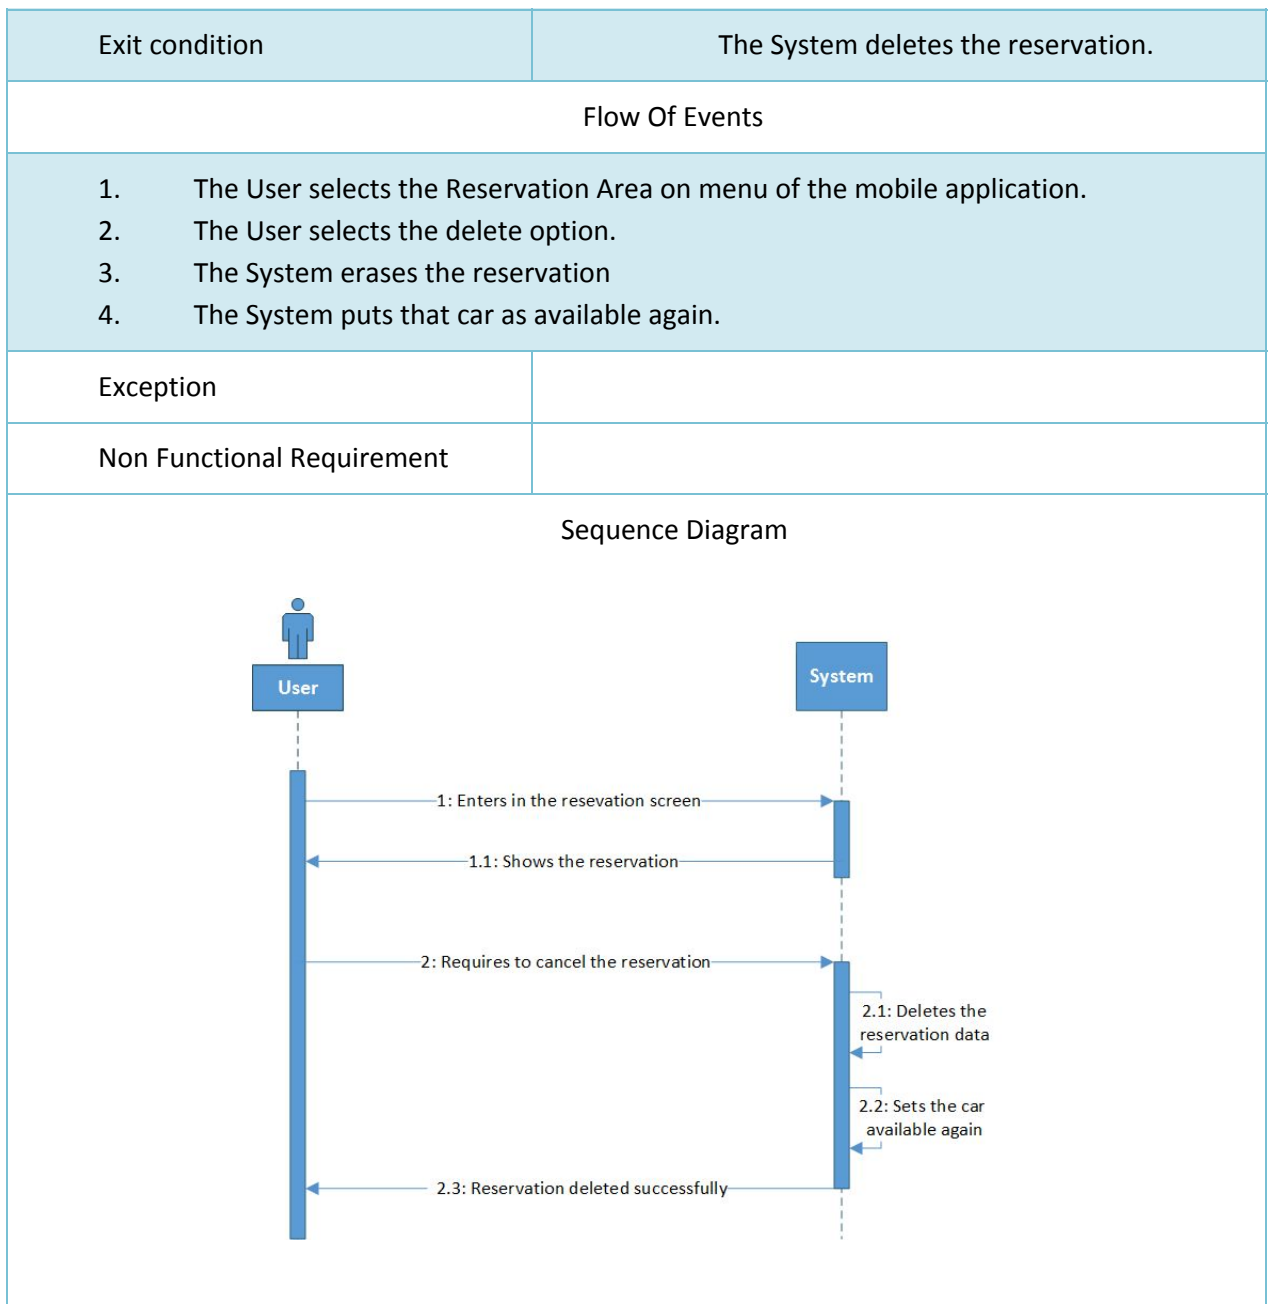 Exit condition
The System deletes the reservation.
Flow Of Events
1. The User selects the Reservation Area on menu of the mobile application.
2. The User selects the delete option.
3. The System erases the reservation
4. The System puts that car as available again.
Exception
Non Functional Requirement
Sequence Diagram
User
System
1: Enters in the resevation screen
1.1: Shows the reservation
2: Requires to cancel the reservation
2.1: Deletes the
reservation data
2.2: Sets the car
available again
2.3: Reservation deleted successfully